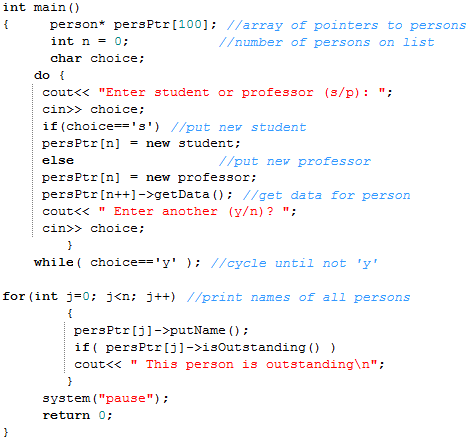 int main()
{ person* persPtr[100]; //array of pointers to persons
int n = 0; //number of persons on list
char choice;
do {
cout<< "Enter student or professor (s/p): ";
cin>> choice;
if(choice=='s') //put new student
persPtr[n] = new student;
else //put new professor
persPtr[n] = new professor;
persPtr[n++]->getData(); //get data for person
cout<< " Enter another (y/n)? ";
cin>> choice;
}
while( choice=='y' ); //cycle until not 'y'
for(int j=0; j<n; j++) //print names of all persons
{
persPtr[j]->putName();
if( persPtr[j]->isOutstanding() )
cout<< " This person is outstanding\n";
}
system("pause");
return 0;
}